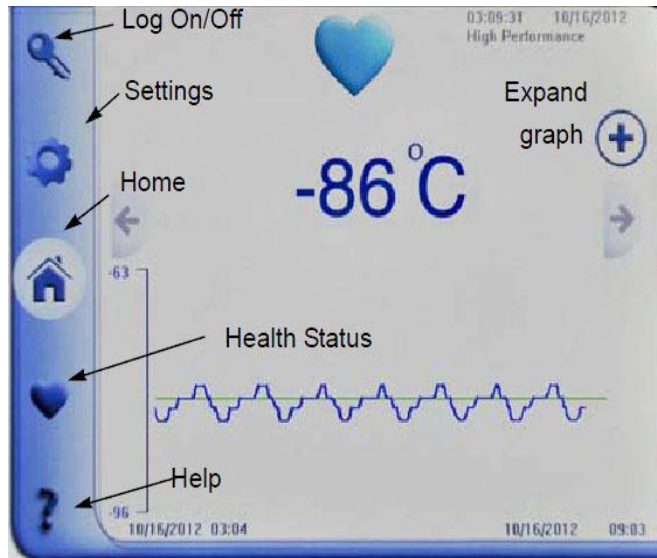 Log On/Off
03:09:31 10/16/2012
High Performance
Settings
Expand
graph
-86°C
Home
-63
Health Status
Help
-96
10/16/2012 03:04
10/16/2012 09:03